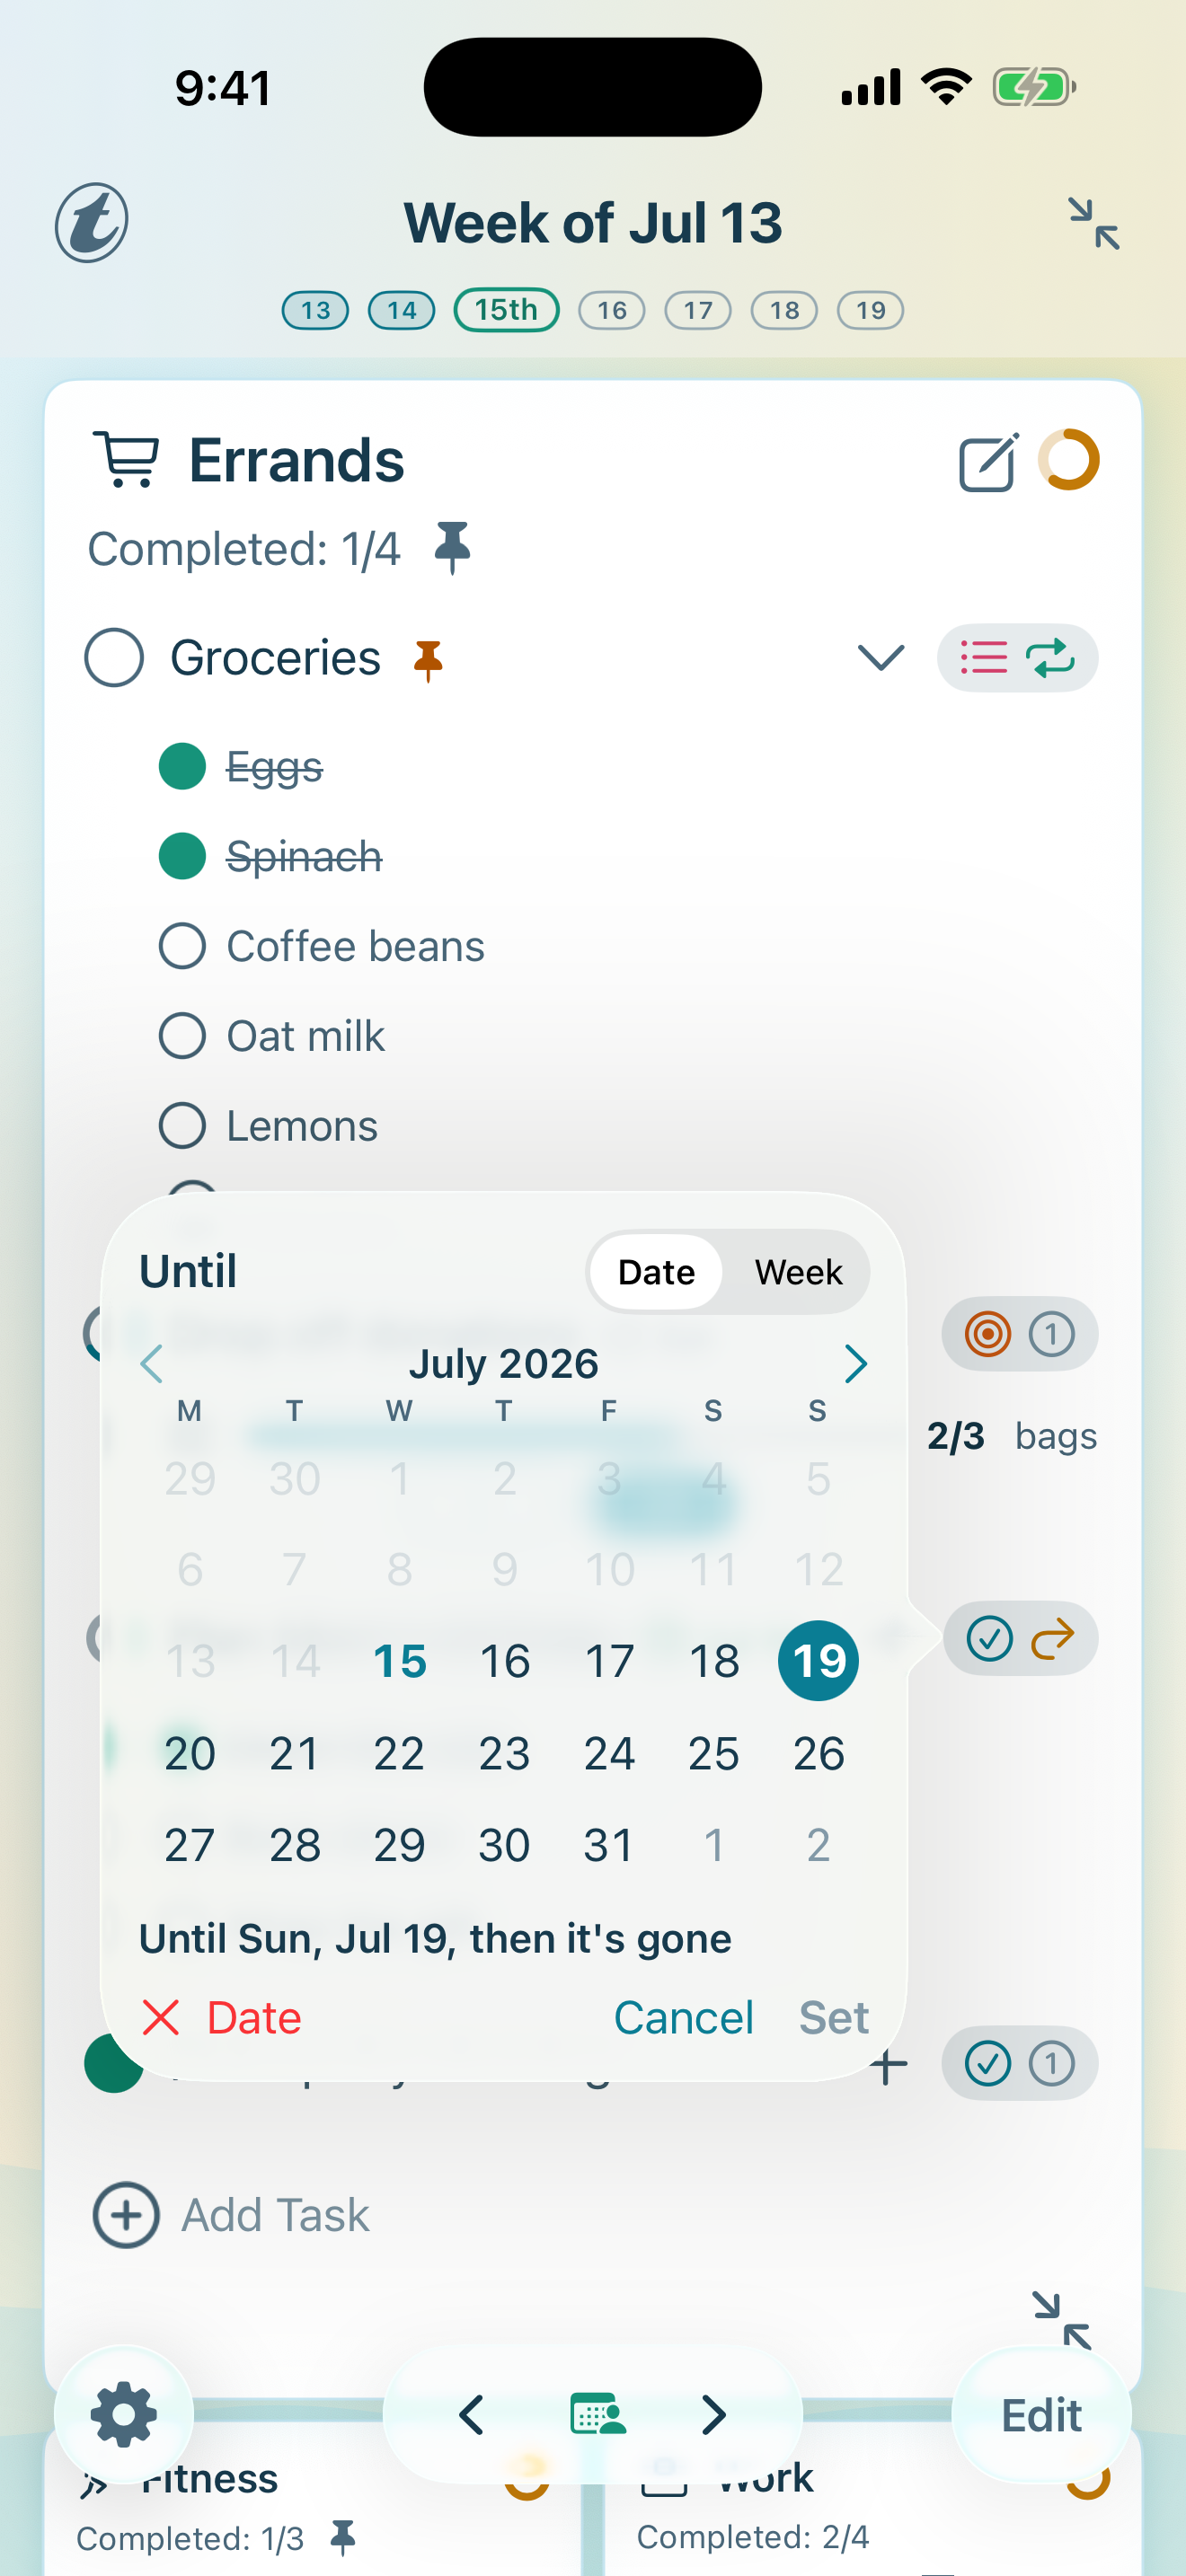 9:41
t
Week of Jul 13
13 14 15th 16 17 18 19
Errands
Completed: 1/4
Groceries
Eggs
Spinach
Coffee beans
Oat milk
Lemons
Until Date Week
July 2026
M T W T F S S
29 30 1 2 3 4 5
6 7 8 9 10 11 12
13 14 15 16 17 18 19
20 21 22 23 24 25 26
27 28 29 30 31 1 2
Until Sun, Jul 19, then it's gone
Date Cancel Set
1
2/3 bags
1
Add Task
Edit
Fitness
Completed: 1/3
Work
Completed: 2/4